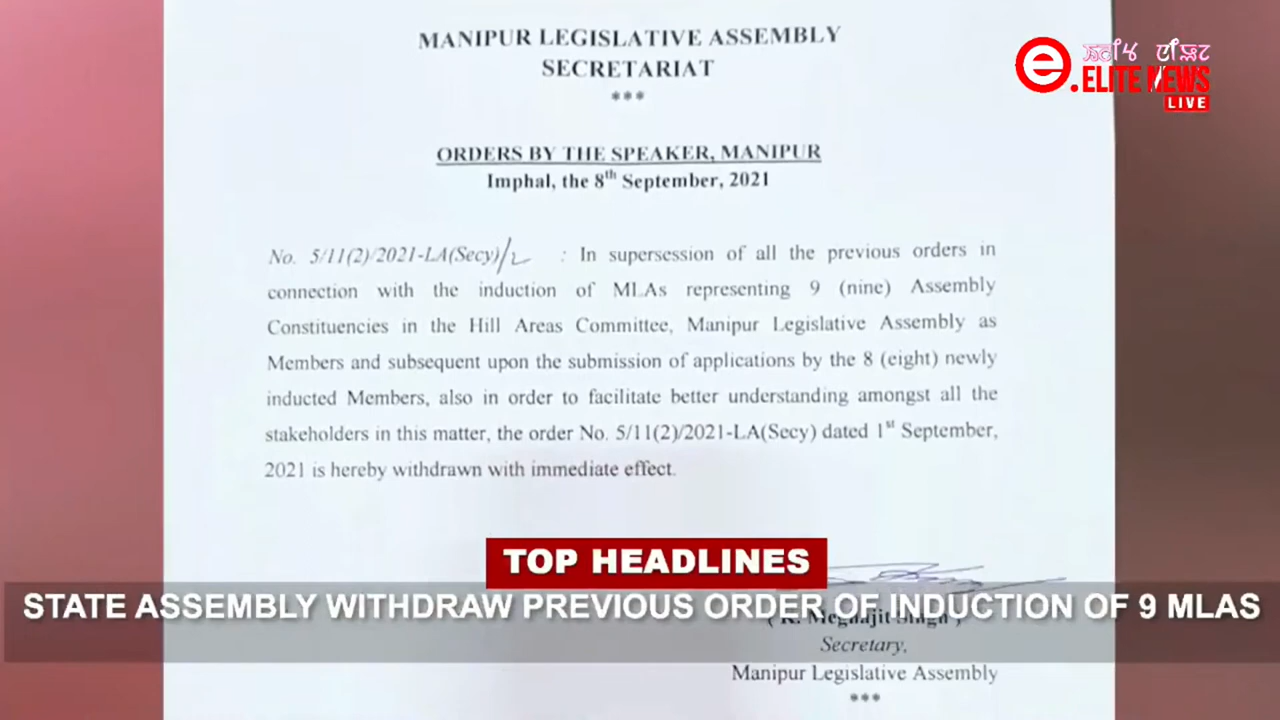 MANIPUR LEGISLATIVE ASSEMBLY
SECRETARIAT
***
ORDERS BY THE SPEAKER, MANIPUR
Imphal, the 8th September, 2021
No. 5/11(2)/2021-LA(Secy)/2 : In supersession of all the previous orders in
connection with the induction of MLAs representing 9 (nine) Assembly
Constituencies in the Hill Areas Committee, Manipur Legislative Assembly as
Members and subsequent upon the submission of applications by the 8 (eight) newly
inducted Members, also in order to facilitate better understanding amongst all the
stakeholders in this matter, the order No. 5/11(2)/2021-LA(Secy) dated 1st September,
2021 is hereby withdrawn with immediate effect.
e.ELITE NEWS
LIVE
TOP HEADLINES
STATE ASSEMBLY WITHDRAW PREVIOUS ORDER OF INDUCTION OF 9 MLAS
Secretary,
Manipur Legislative Assembly
***